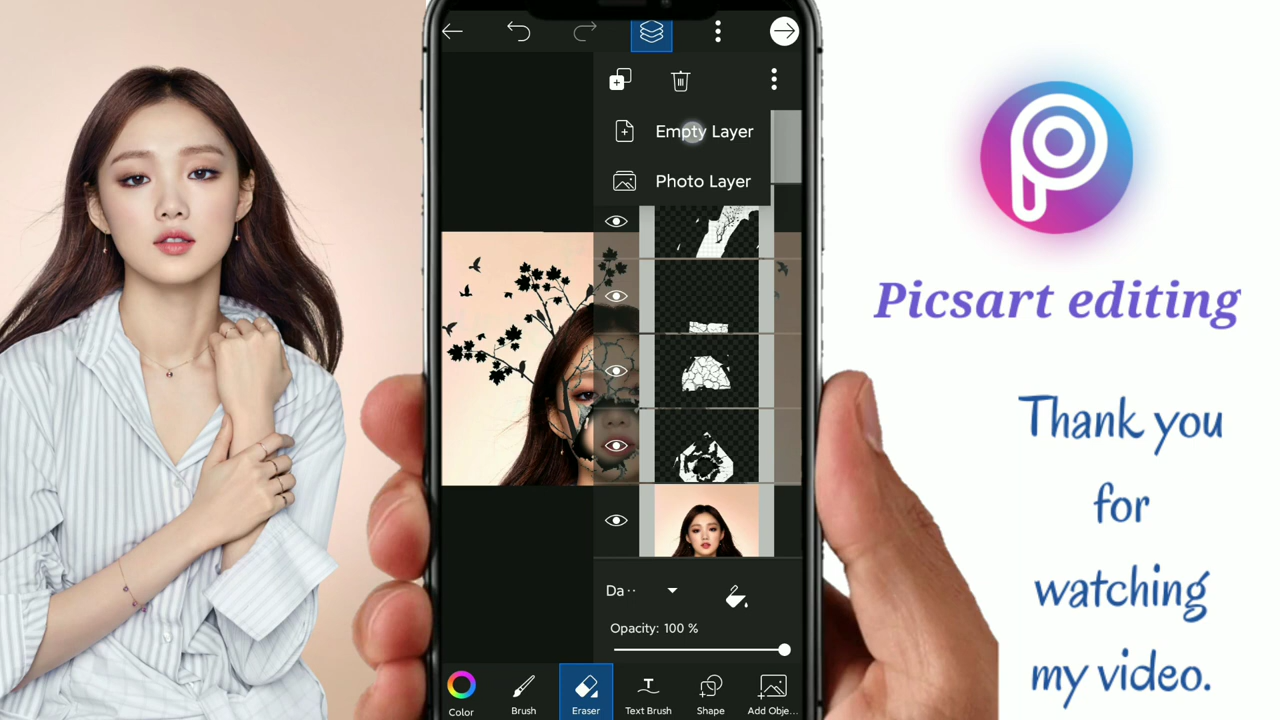 Empty Layer
Photo Layer
Da··
Opacity: 100 %
Color
Brush
Eraser
Text Brush
Shape
Add Obje...
Picsart editing
Thank you
for
watching
my video.